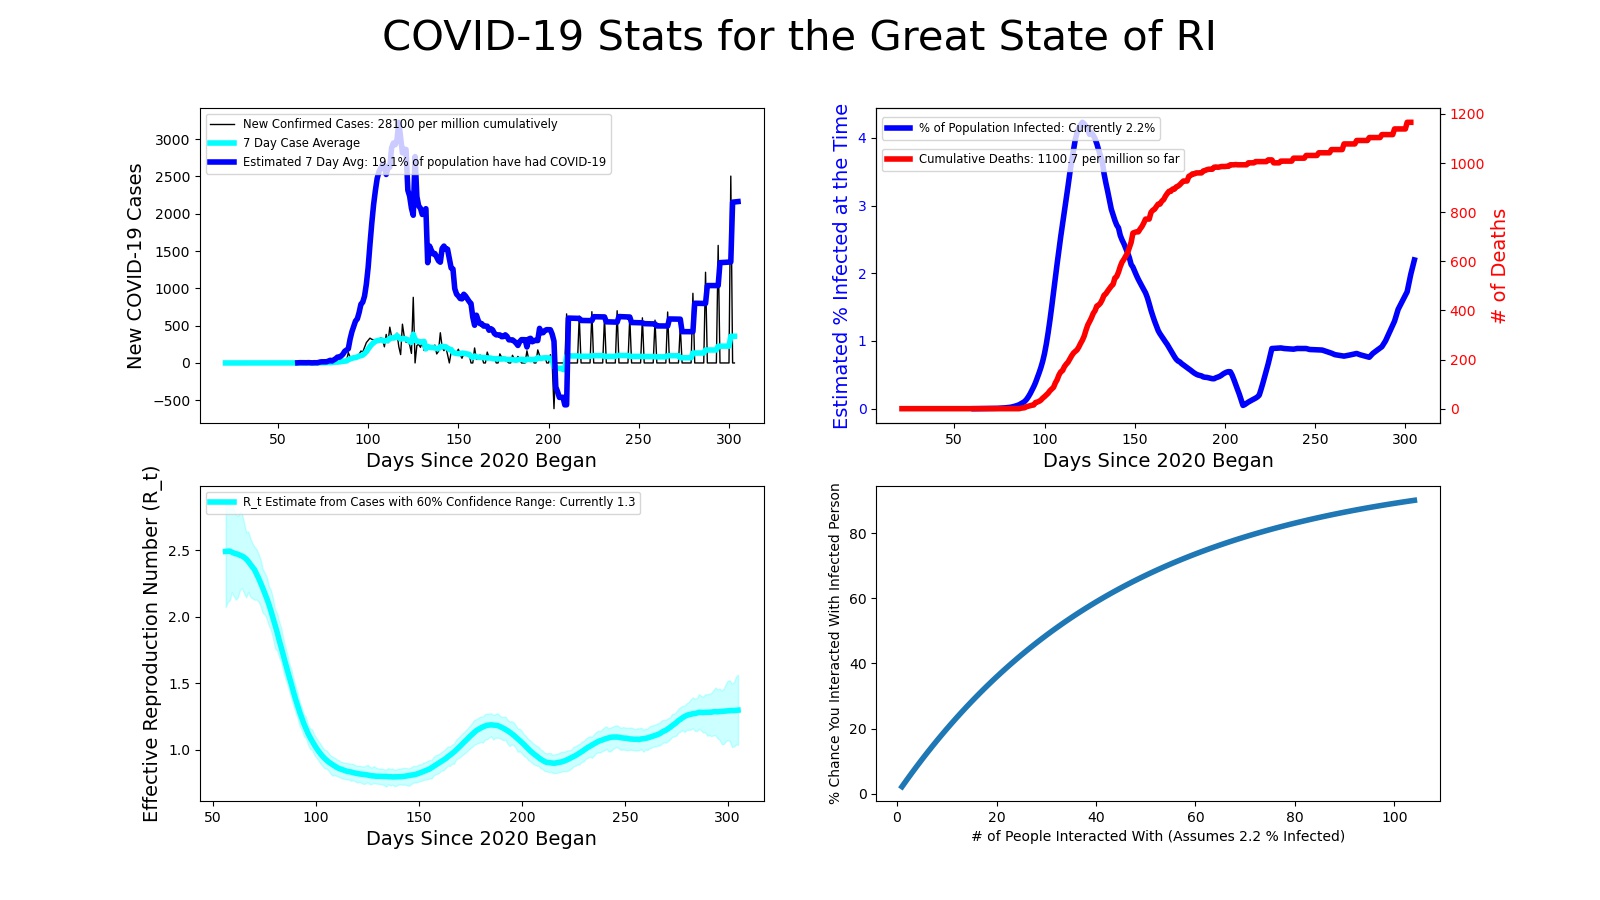 COVID-19 Stats for the Great State of RI
New COVID-19 Cases
3000
2500
2000
1500
1000
500
0
−500
New Confirmed Cases: 28100 per million cumulatively
7 Day Case Average
Estimated 7 Day Avg: 19.1% of population have had COVID-19
50 100 150 200 250 300
Days Since 2020 Began
Estimated % Infected at the Time
4
3
2
1
0
% of Population Infected: Currently 2.2%
Cumulative Deaths: 1100.7 per million so far
1200
1000
800
600
400
200
0
# of Deaths
50 100 150 200 250 300
Days Since 2020 Began
Effective Reproduction Number (R_t)
2.5
2.0
1.5
1.0
R_t Estimate from Cases with 60% Confidence Range: Currently 1.3
50 100 150 200 250 300
Days Since 2020 Began
% Chance You Interacted With Infected Person
80
60
40
20
0
0 20 40 60 80 100
# of People Interacted With (Assumes 2.2 % Infected)